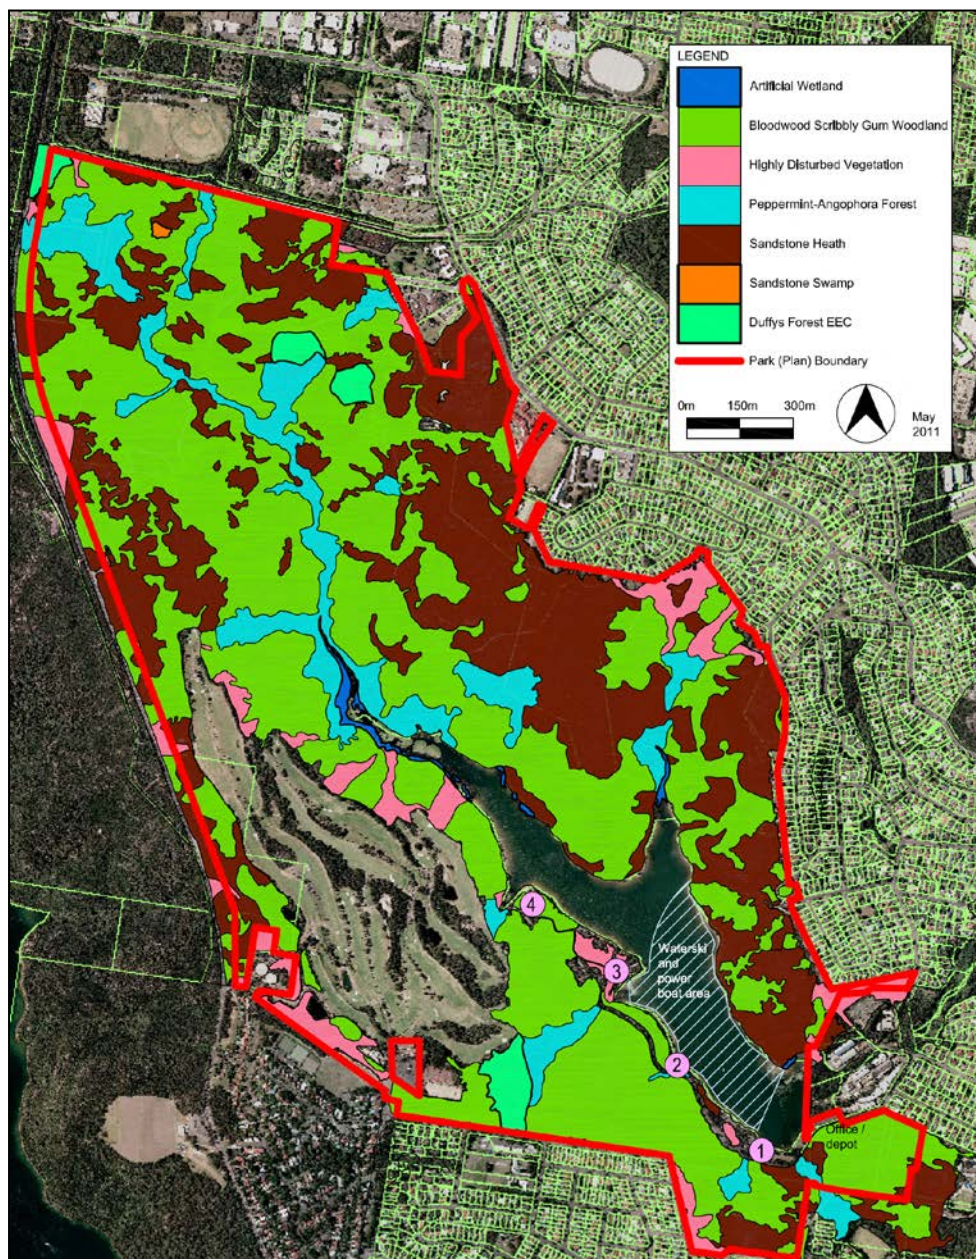 LEGEND
Artificial Wetland
Bloodwood Scribbly Gum Woodland
Highly Disturbed Vegetation
Peppermint-Angophora Forest
Sandstone Heath
Sandstone Swamp
Duffys Forest EEC
Park (Plan) Boundary
0m 150m 300m
May
2011
4
3
Waterski
and
power
boat area
2
1
Office /
depot